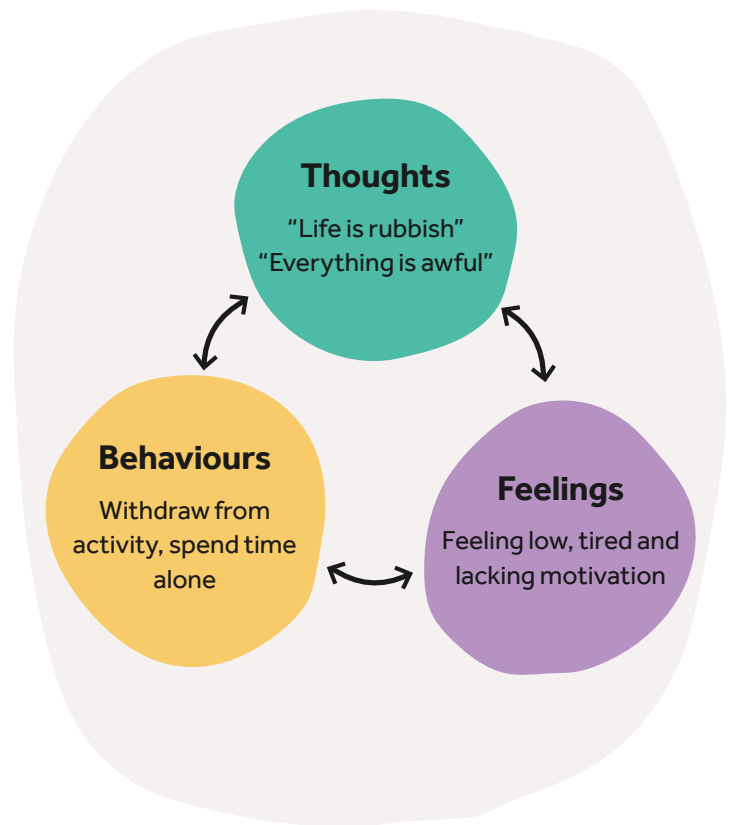 Thoughts
“Life is rubbish”
“Everything is awful”
Behaviours
Withdraw from
activity, spend time
alone
Feelings
Feeling low, tired and
lacking motivation